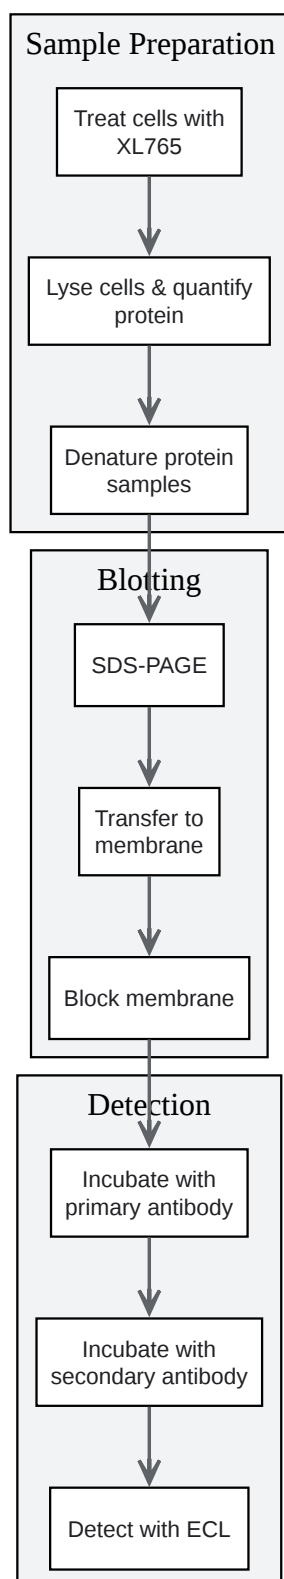 Sample Preparation
Treat cells with
XL765
Lyse cells & quantify
protein
Denature protein
samples
Blotting
SDS-PAGE
Transfer to
membrane
Block membrane
Detection
Incubate with
primary antibody
Incubate with
secondary antibody
Detect with ECL